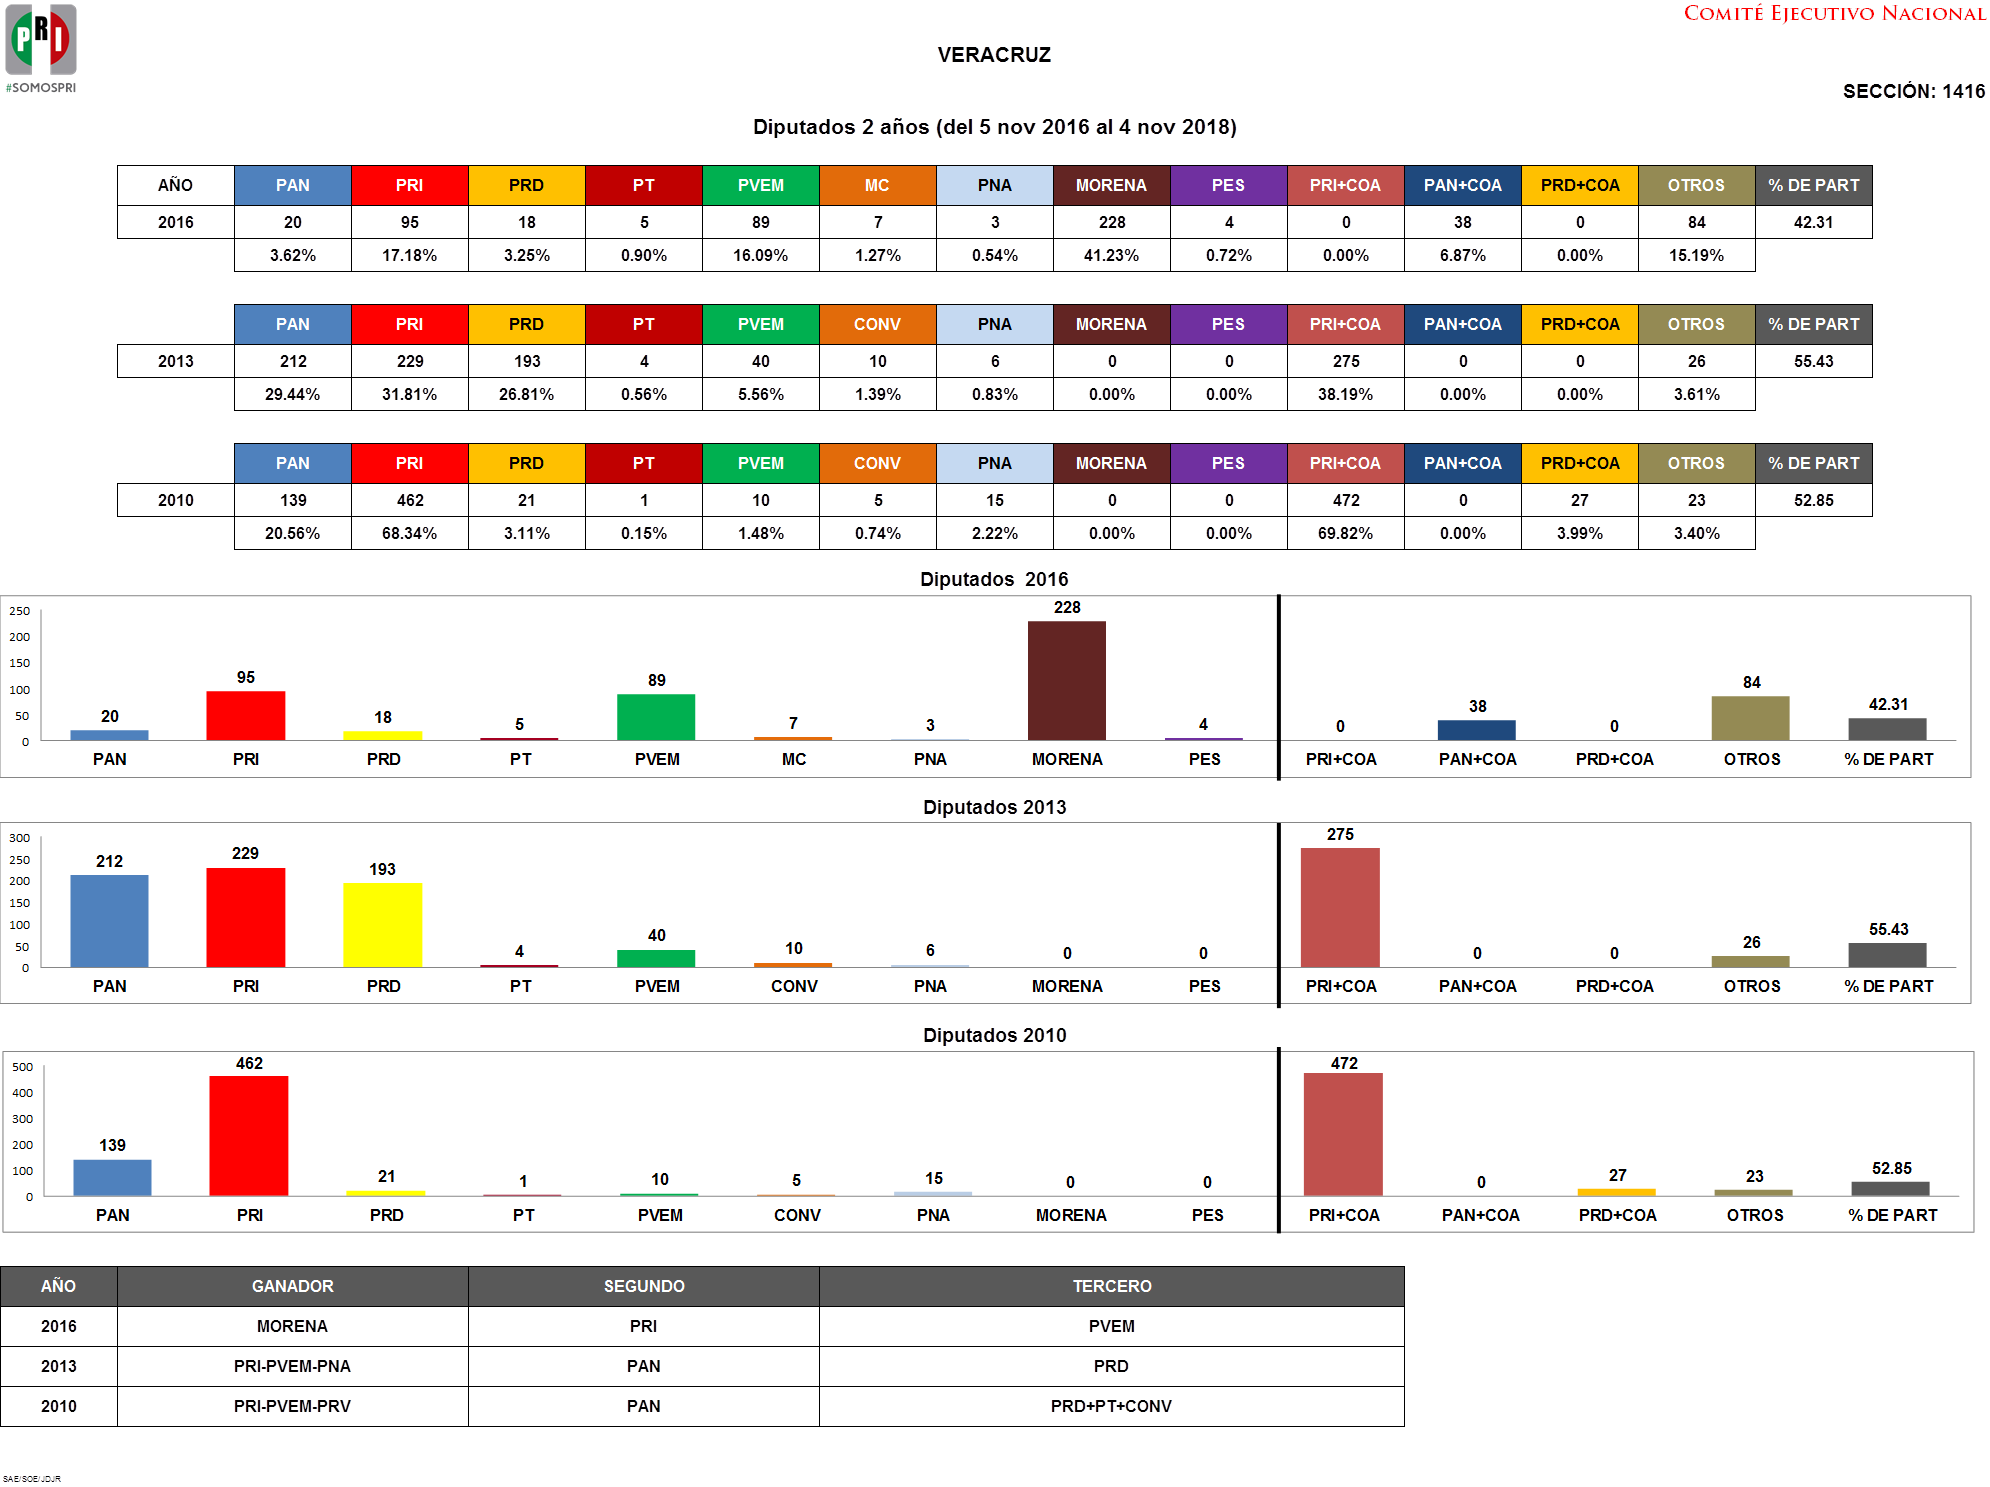 PRI
#SOMOSPRI
COMITÉ EJECUTIVO NACIONAL
VERACRUZ
SECCIÓN: 1416
Diputados 2 años (del 5 nov 2016 al 4 nov 2018)
AÑO PAN PRI PRD PT PVEM MC PNA MORENA PES PRI+COA PAN+COA PRD+COA OTROS % DE PART
2016 20 95 18 5 89 7 3 228 4 0 38 0 84 42.31
3.62% 17.18% 3.25% 0.90% 16.09% 1.27% 0.54% 41.23% 0.72% 0.00% 6.87% 0.00% 15.19%
PAN PRI PRD PT PVEM CONV PNA MORENA PES PRI+COA PAN+COA PRD+COA OTROS % DE PART
2013 212 229 193 4 40 10 6 0 0 275 0 0 26 55.43
29.44% 31.81% 26.81% 0.56% 5.56% 1.39% 0.83% 0.00% 0.00% 38.19% 0.00% 0.00% 3.61%
PAN PRI PRD PT PVEM CONV PNA MORENA PES PRI+COA PAN+COA PRD+COA OTROS % DE PART
2010 139 462 21 1 10 5 15 0 0 472 0 27 23 52.85
20.56% 68.34% 3.11% 0.15% 1.48% 0.74% 2.22% 0.00% 0.00% 69.82% 0.00% 3.99% 3.40%
Diputados 2016
250
200
150
100
50
0
20 95 18 5 89 7 3 228 4 0 38 0 84 42.31
PAN PRI PRD PT PVEM MC PNA MORENA PES PRI+COA PAN+COA PRD+COA OTROS % DE PART
Diputados 2013
300
250
200
150
100
50
0
212 229 193 4 40 10 6 0 0 275 0 0 26 55.43
PAN PRI PRD PT PVEM CONV PNA MORENA PES PRI+COA PAN+COA PRD+COA OTROS % DE PART
Diputados 2010
500
400
300
200
100
0
139 462 21 1 10 5 15 0 0 472 0 27 23 52.85
PAN PRI PRD PT PVEM CONV PNA MORENA PES PRI+COA PAN+COA PRD+COA OTROS % DE PART
AÑO GANADOR SEGUNDO TERCERO
2016 MORENA PRI PVEM
2013 PRI-PVEM-PNA PAN PRD
2010 PRI-PVEM-PRV PAN PRD+PT+CONV
SAE/SOE/JDJR